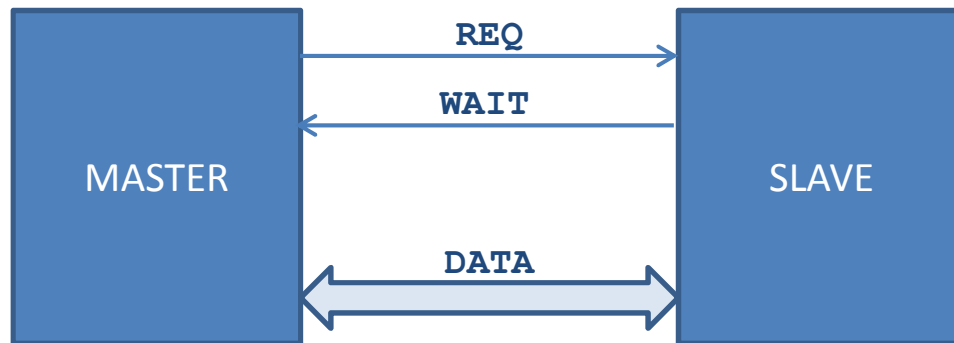 REQ
WAIT
MASTER
SLAVE
DATA